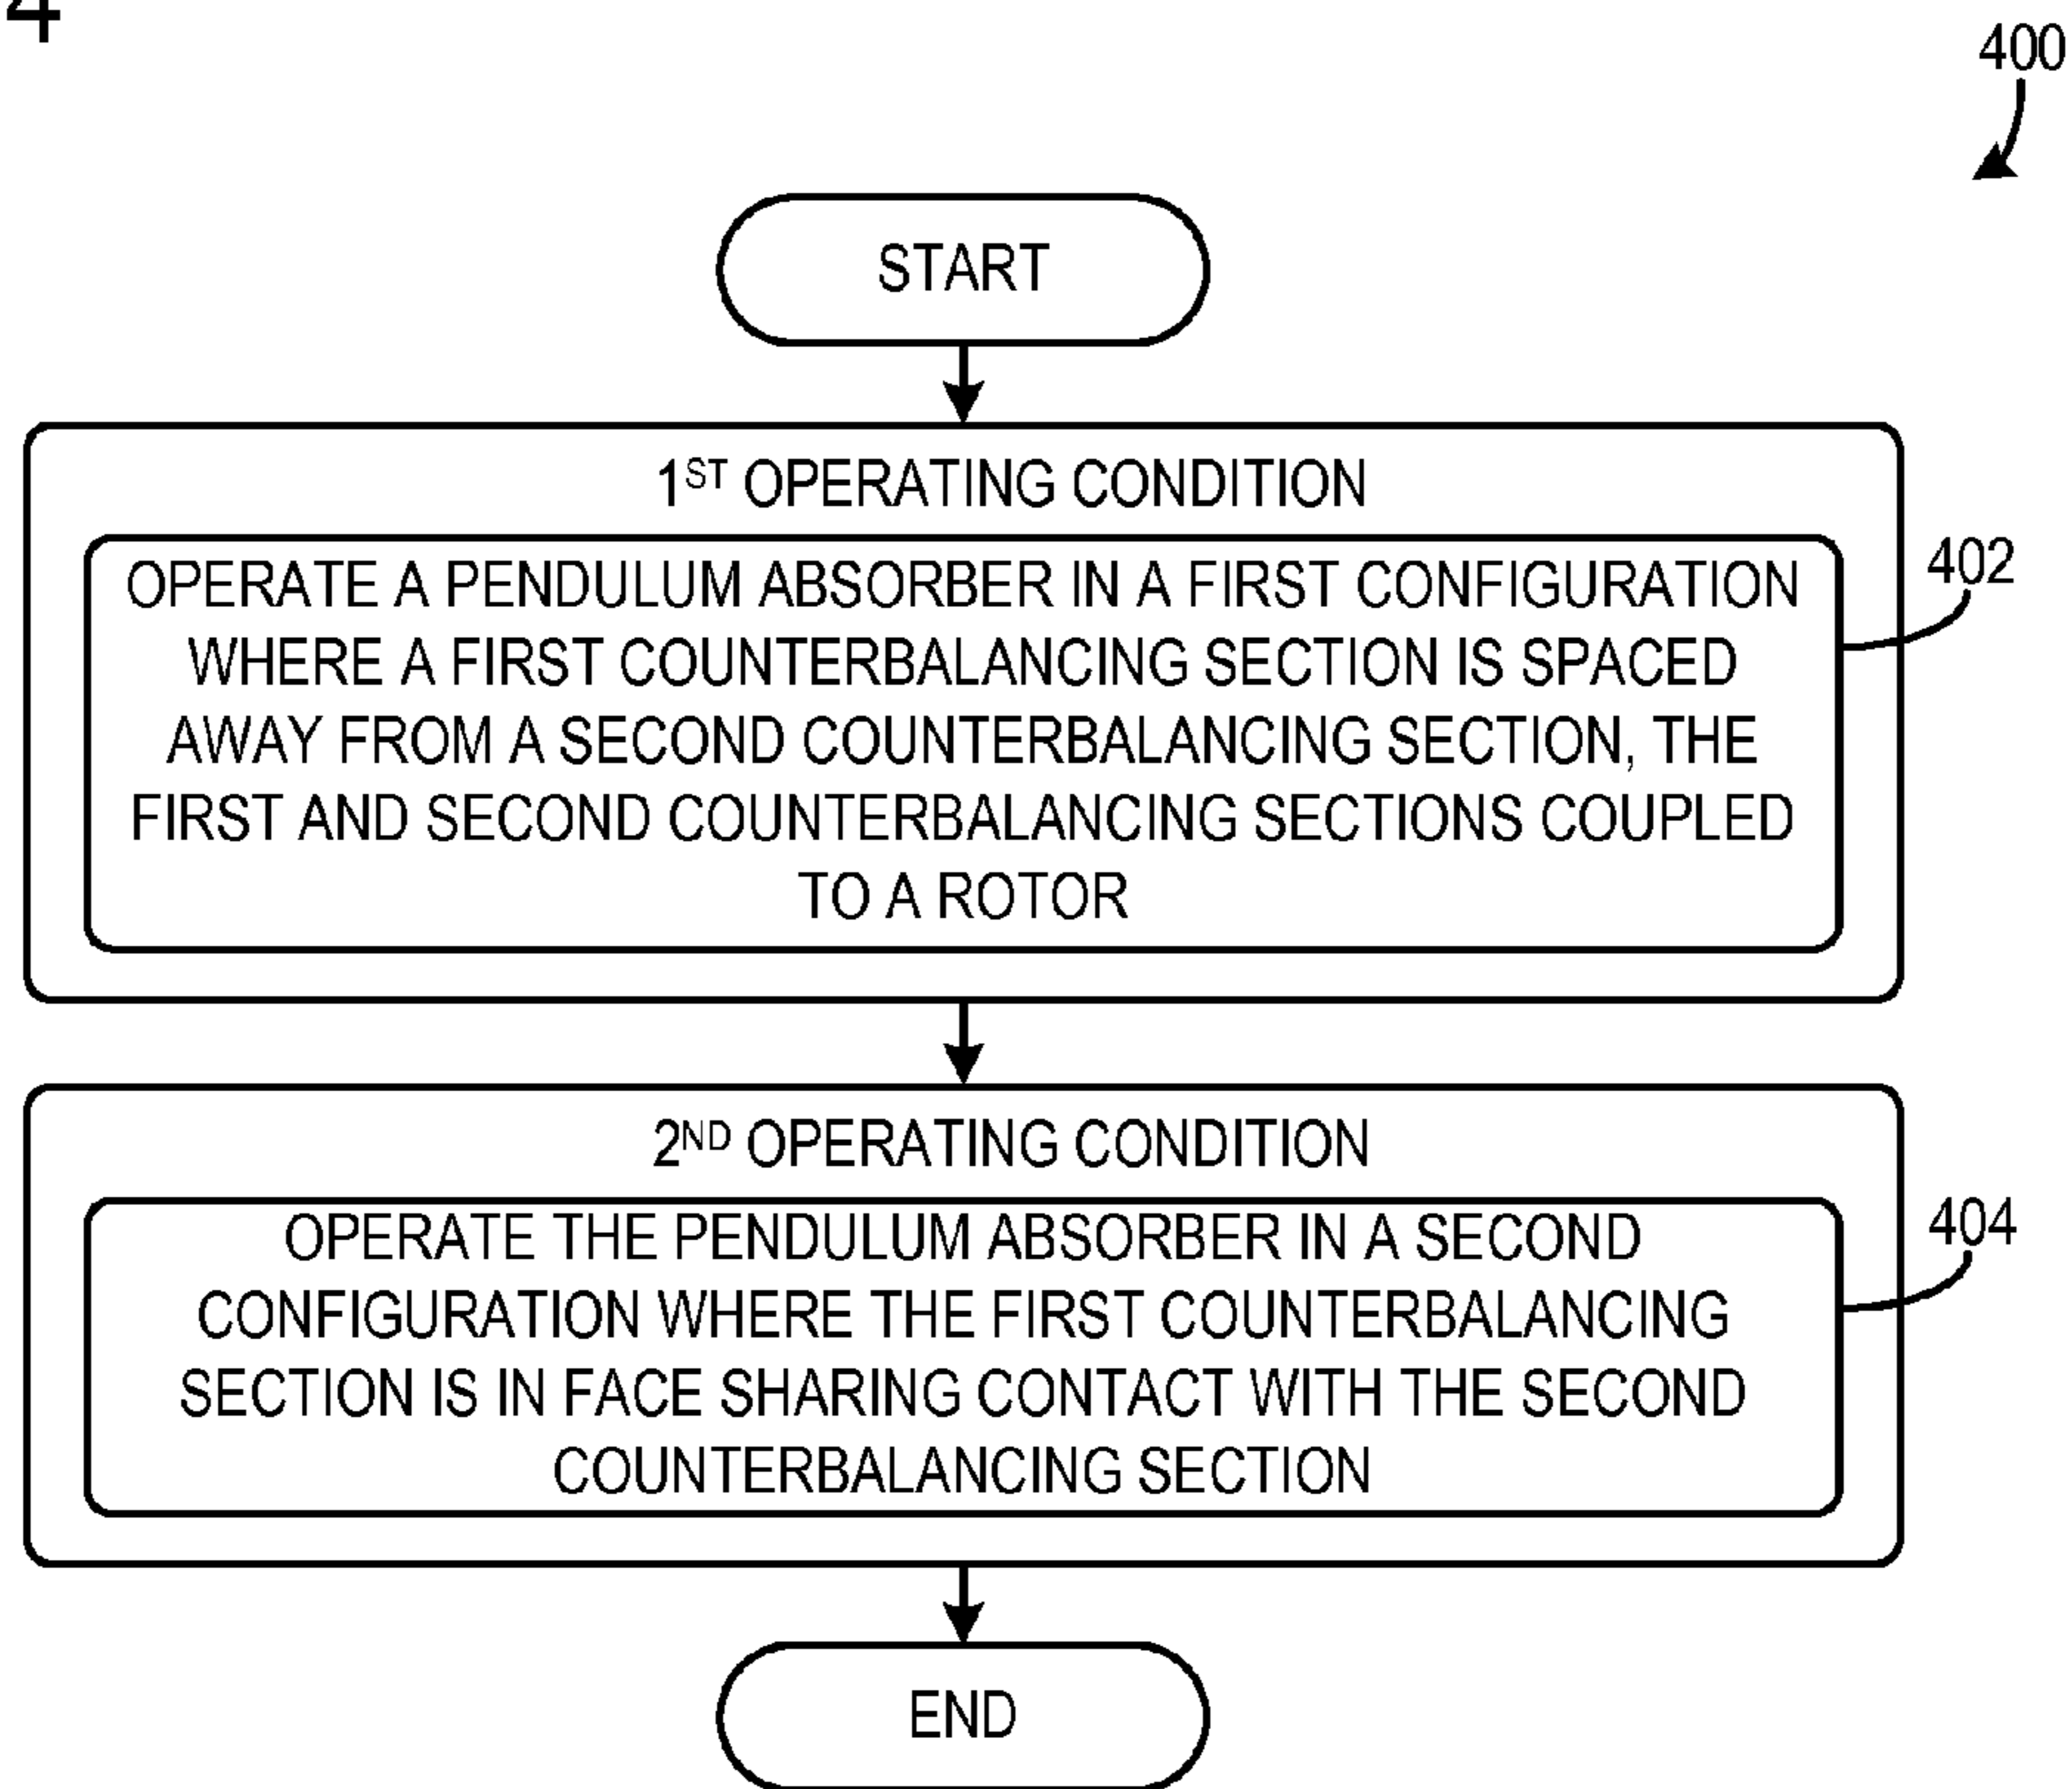 4
400
START
1ST OPERATING CONDITION
OPERATE A PENDULUM ABSORBER IN A FIRST CONFIGURATION
WHERE A FIRST COUNTERBALANCING SECTION IS SPACED
AWAY FROM A SECOND COUNTERBALANCING SECTION, THE
FIRST AND SECOND COUNTERBALANCING SECTIONS COUPLED
TO A ROTOR
402
2ND OPERATING CONDITION
OPERATE THE PENDULUM ABSORBER IN A SECOND
CONFIGURATION WHERE THE FIRST COUNTERBALANCING
SECTION IS IN FACE SHARING CONTACT WITH THE SECOND
COUNTERBALANCING SECTION
404
END